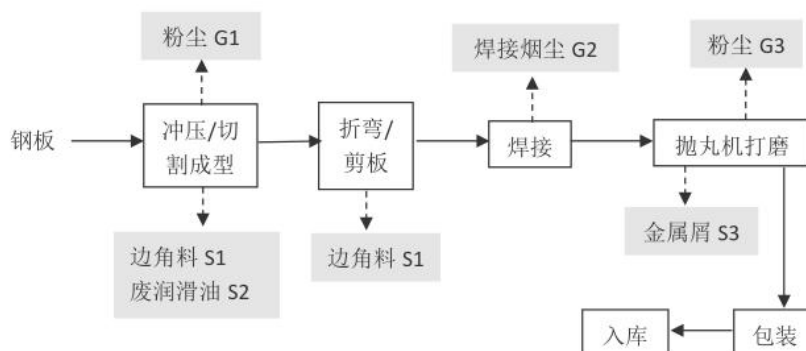 粉尘 G1
焊接烟尘 G2
粉尘 G3
钢板
冲压/切
割成型
折弯/
剪板
焊接
抛丸机打磨
边角料 S1
废润滑油 S2
边角料 S1
金属屑 S3
入库
包装